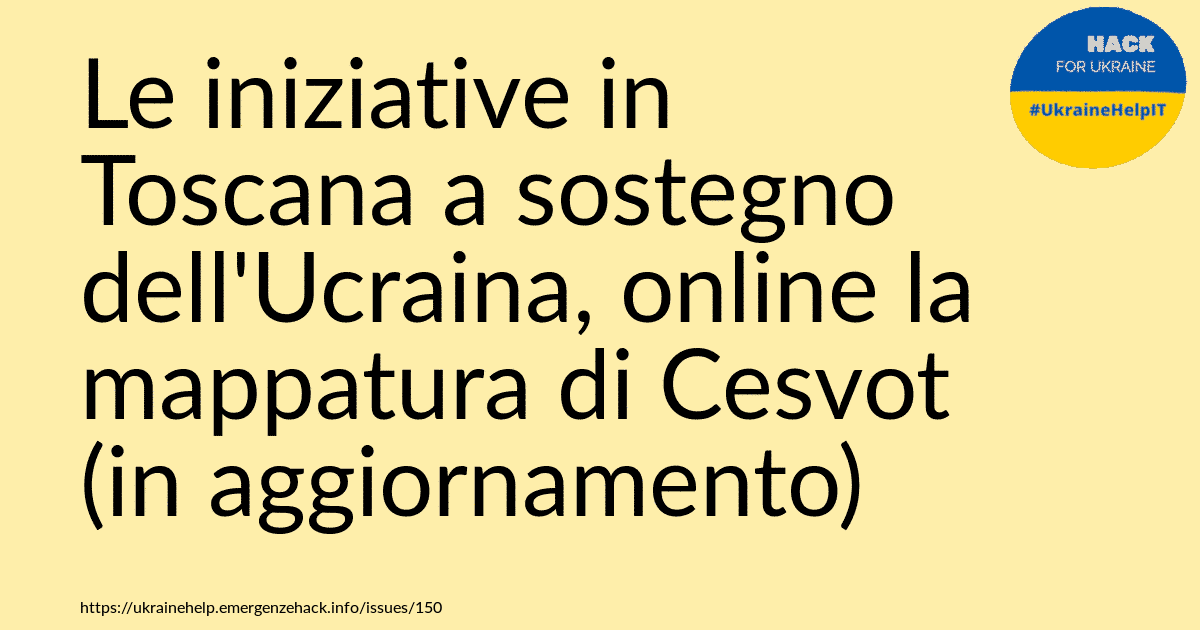 HACK
FOR UKRAINE
#UkraineHelpIT
Le iniziative in
Toscana a sostegno
dell'Ucraina, online la
mappatura di Cesvot
(in aggiornamento)
https://ukrainehelp.emergenzehack.info/issues/150